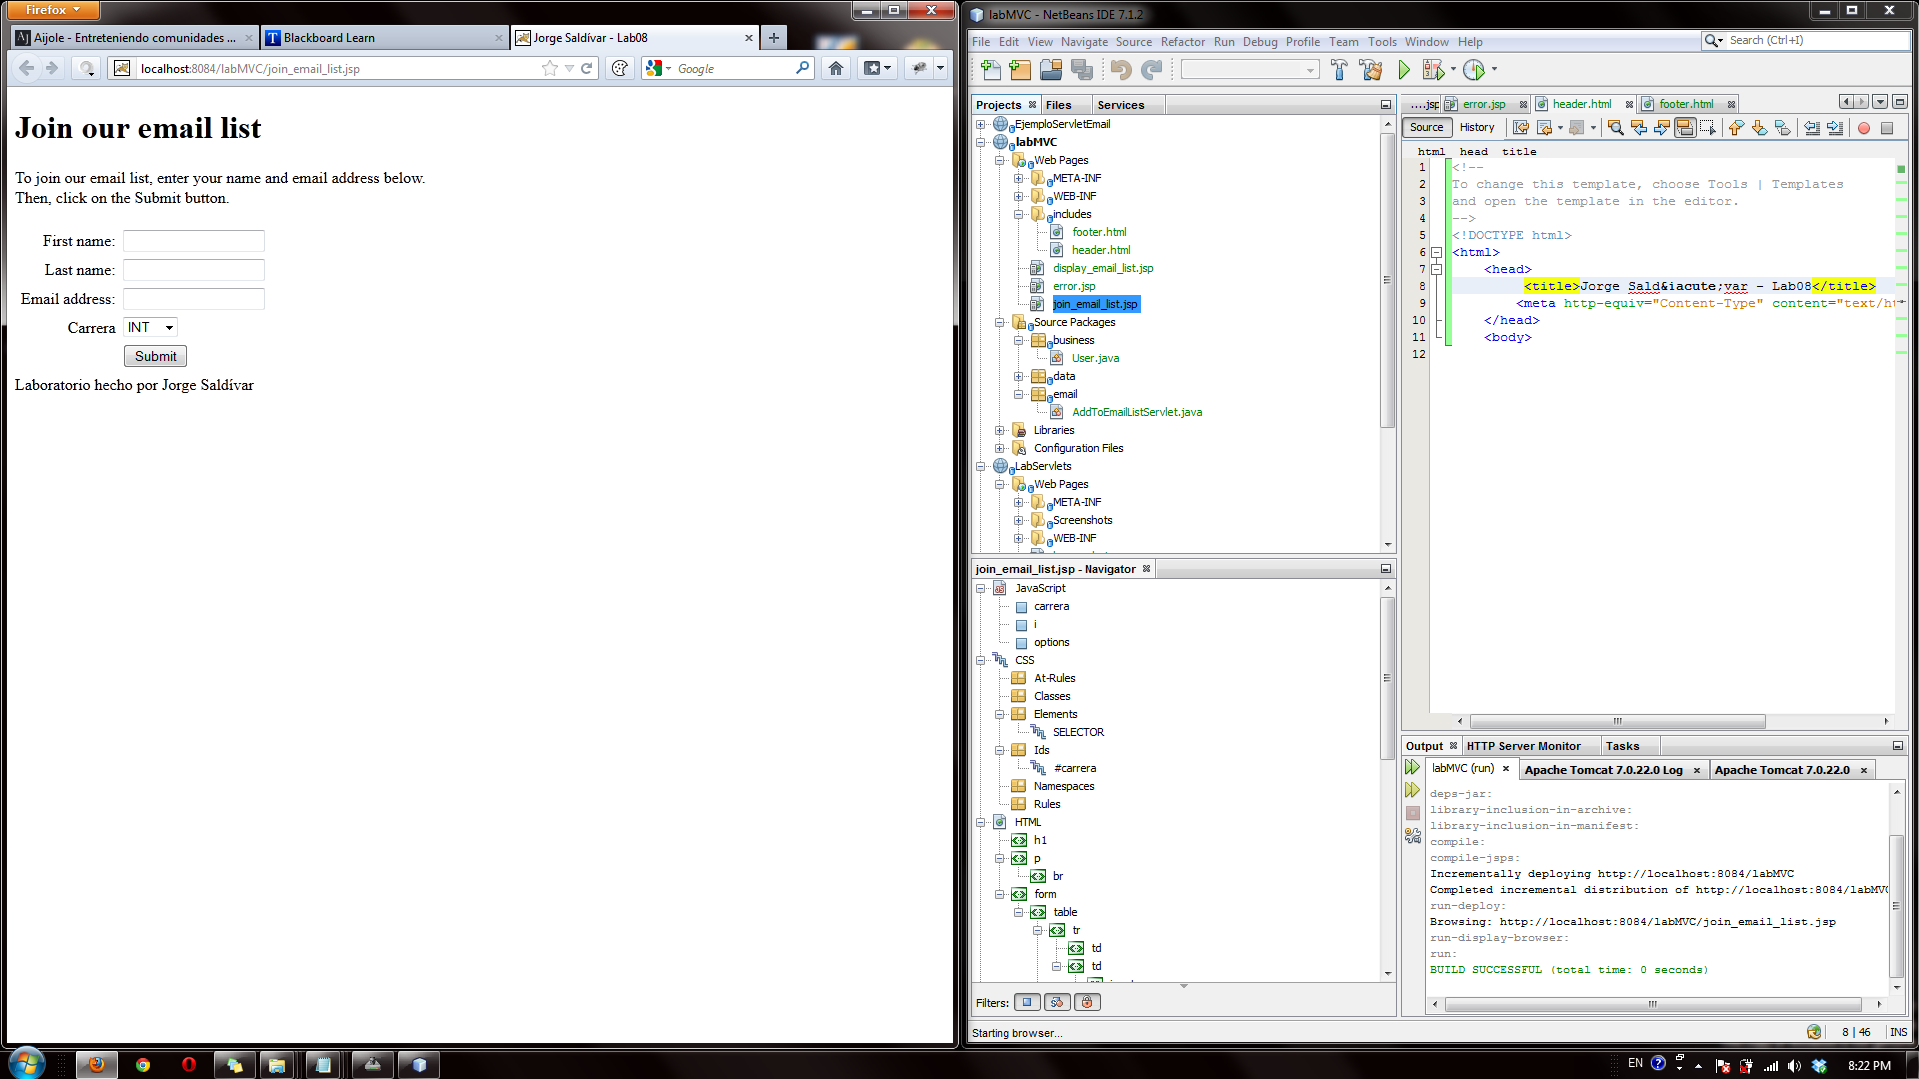 Firefox
Aijole - Entreteniendo comunidades ...
Blackboard Learn
Jorge Saldívar - Lab08
localhost:8084/labMVC/join_email_list.jsp
Google
Join our email list
To join our email list, enter your name and email address below.
Then, click on the Submit button.
First name:
Last name:
Email address:
Carrera INT
Submit
Laboratorio hecho por Jorge Saldívar
labMVC - NetBeans IDE 7.1.2
File Edit View Navigate Source Refactor Run Debug Profile Team Tools Window Help
Search (Ctrl+I)
Projects Files Services
EjemploServletEmail
labMVC
Web Pages
META-INF
WEB-INF
includes
footer.html
header.html
display_email_list.jsp
error.jsp
join_email_list.jsp
Source Packages
business
User.java
data
email
AddToEmailListServlet.java
Libraries
Configuration Files
LabServlets
Web Pages
META-INF
Screenshots
WEB-INF
join_email_list.jsp - Navigator
JavaScript
carrera
i
options
CSS
At-Rules
Classes
Elements
SELECTOR
Ids
#carrera
Namespaces
Rules
HTML
h1
p
br
form
table
tr
td
td
Filters:
Starting browser...
....jsp error.jsp header.html footer.html
Source History
html head title
1 <!--
2 To change this template, choose Tools | Templates
3 and open the template in the editor.
4 -->
5 <!DOCTYPE html>
6 <html>
7 <head>
8 <title>Jorge Sald&iacute;var - Lab08</title>
9 <meta http-equiv="Content-Type" content="text/ht
10 </head>
11 <body>
12
Output HTTP Server Monitor Tasks
labMVC (run) Apache Tomcat 7.0.22.0 Log Apache Tomcat 7.0.22.0
deps-jar:
library-inclusion-in-archive:
library-inclusion-in-manifest:
compile:
compile-jsps:
Incrementally deploying http://localhost:8084/labMVC
Completed incremental distribution of http://localhost:8084/labMVC
run-deploy:
Browsing: http://localhost:8084/labMVC/join_email_list.jsp
run-display-browser:
run:
BUILD SUCCESSFUL (total time: 0 seconds)
8 | 46 INS
EN
8:22 PM